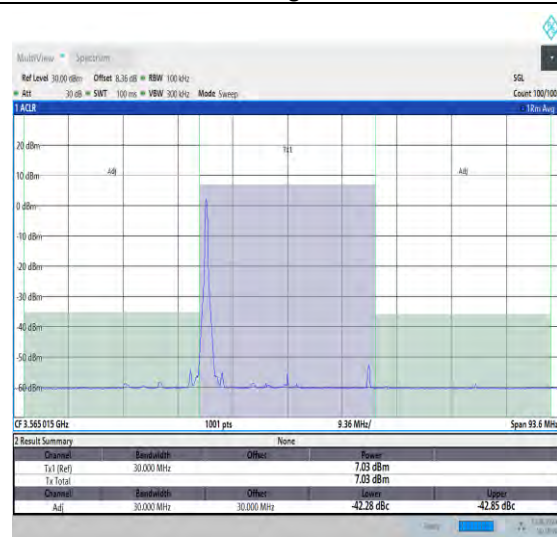 MultiView Spectrum
Ref Level 30.00 dBm Offset 8.36 dB RBW 100 kHz SGL
Att 30 dB SWT 100 ms VBW 300 kHz Mode Sweep Count 100/100
1 ACLR 1Rm Avg
20 dBm
Tx1
Adj Adj
10 dBm
0 dBm
-10 dBm
-20 dBm
-30 dBm
-40 dBm
-50 dBm
-60 dBm
CF 3.565 015 GHz 1001 pts 9.36 MHz/ Span 93.6 MHz
2 Result Summary None
Channel Bandwidth Offset Power
Tx1 (Ref) 30.000 MHz 7.03 dBm
Tx Total 7.03 dBm
Channel Bandwidth Offset Lower Upper
Adj 30.000 MHz 30.000 MHz -42.28 dBc -42.85 dBc